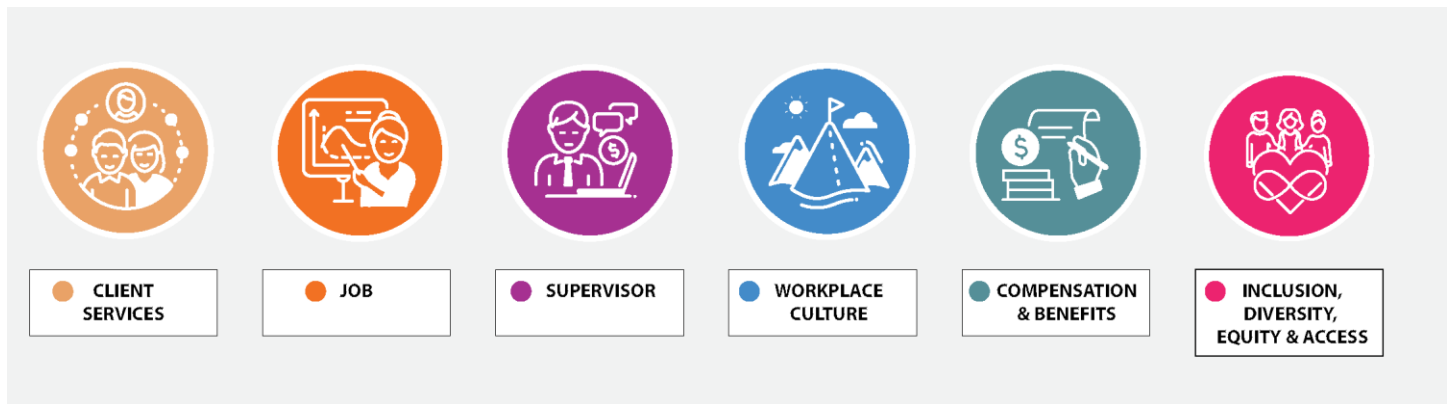 $
$
CLIENT
SERVICES
JOB
SUPERVISOR
WORKPLACE
CULTURE
COMPENSATION
& BENEFITS
INCLUSION,
DIVERSITY,
EQUITY & ACCESS